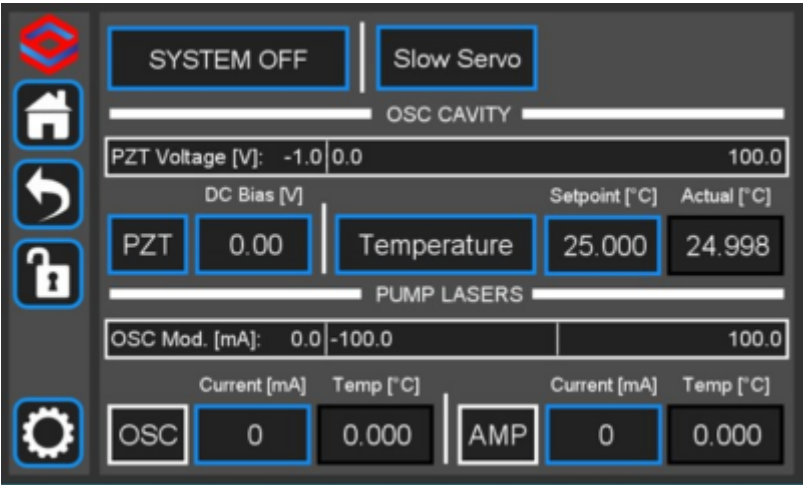 SYSTEM OFF Slow Servo
OSC CAVITY
PZT Voltage [V]: -1.0 0.0 100.0
DC Bias [V] Setpoint [°C] Actual [°C]
PZT 0.00 Temperature 25.000 24.998
PUMP LASERS
OSC Mod. [mA]: 0.0 -100.0 100.0
Current [mA] Temp [°C] Current [mA] Temp [°C]
OSC 0 0.000 AMP 0 0.000